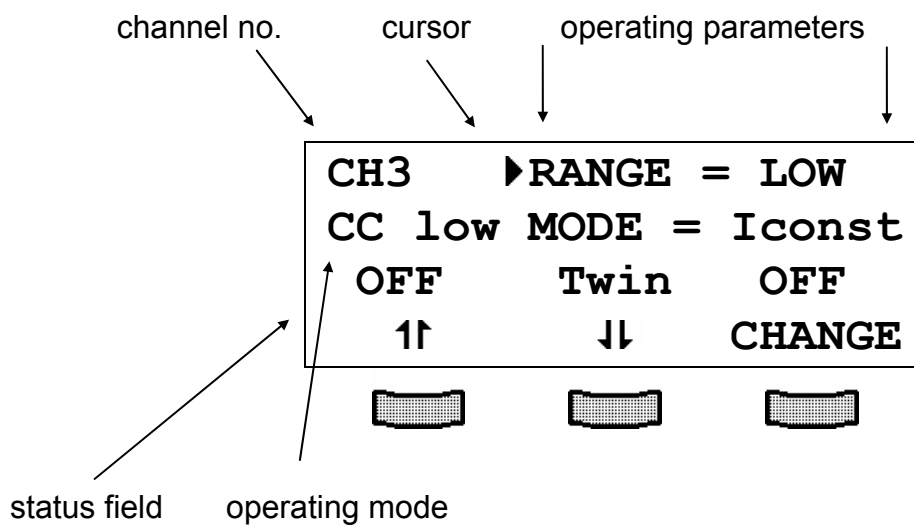 channel no. cursor operating parameters
CH3 RANGE = LOW
CC low MODE = Iconst
OFF Twin OFF
CHANGE
status field operating mode